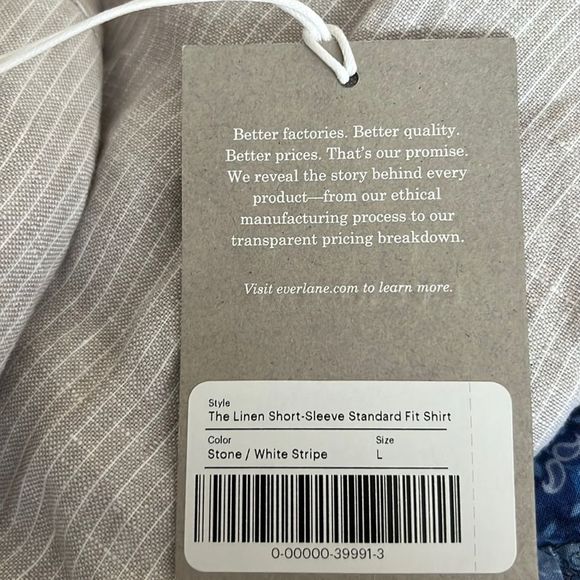 Better factories. Better quality.
Better prices. That's our promise.
We reveal the story behind every
product—from our ethical
manufacturing process to our
transparent pricing breakdown.
Visit everlane.com to learn more.
Style
The Linen Short-Sleeve Standard Fit Shirt
Color Size
Stone / White Stripe L
0-00000-39991-3